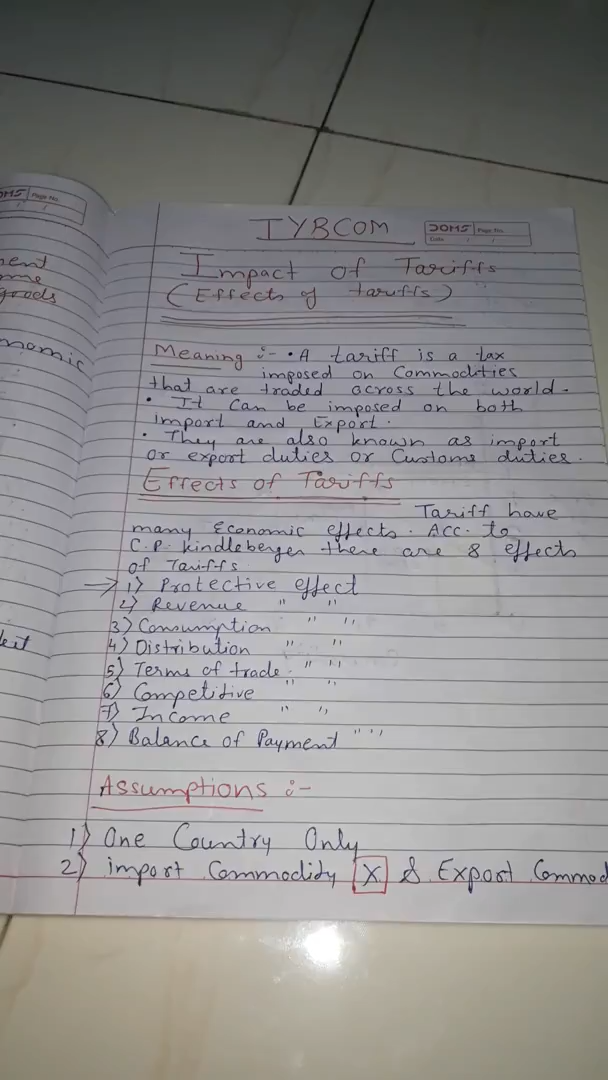 DOMS Page No.
TYBCOM
DOMS Page No.
Date / /
Impact of Tariffs
(Effects of tariffs)
goods
Meaning :- • A tariff is a tax
imposed on Commodities
that are traded across the world.
• It Can be imposed on both
import and Export.
• They are also known as import
or export duties or Customs duties.
Effects of Tariffs
Tariff have
many Economic effects. Acc. to
C.P. Kindleberger there are 8 effects
of Tariffs
→ 1) Protective effect
2) Revenue " "
3) Consumption " "
4) Distribution " "
5) Terms of trade. " "
6) Competitive " "
7) Income " "
8) Balance of Payment " "
Assumptions :-
1) One Country Only
2) import Commodity X & Export Commod